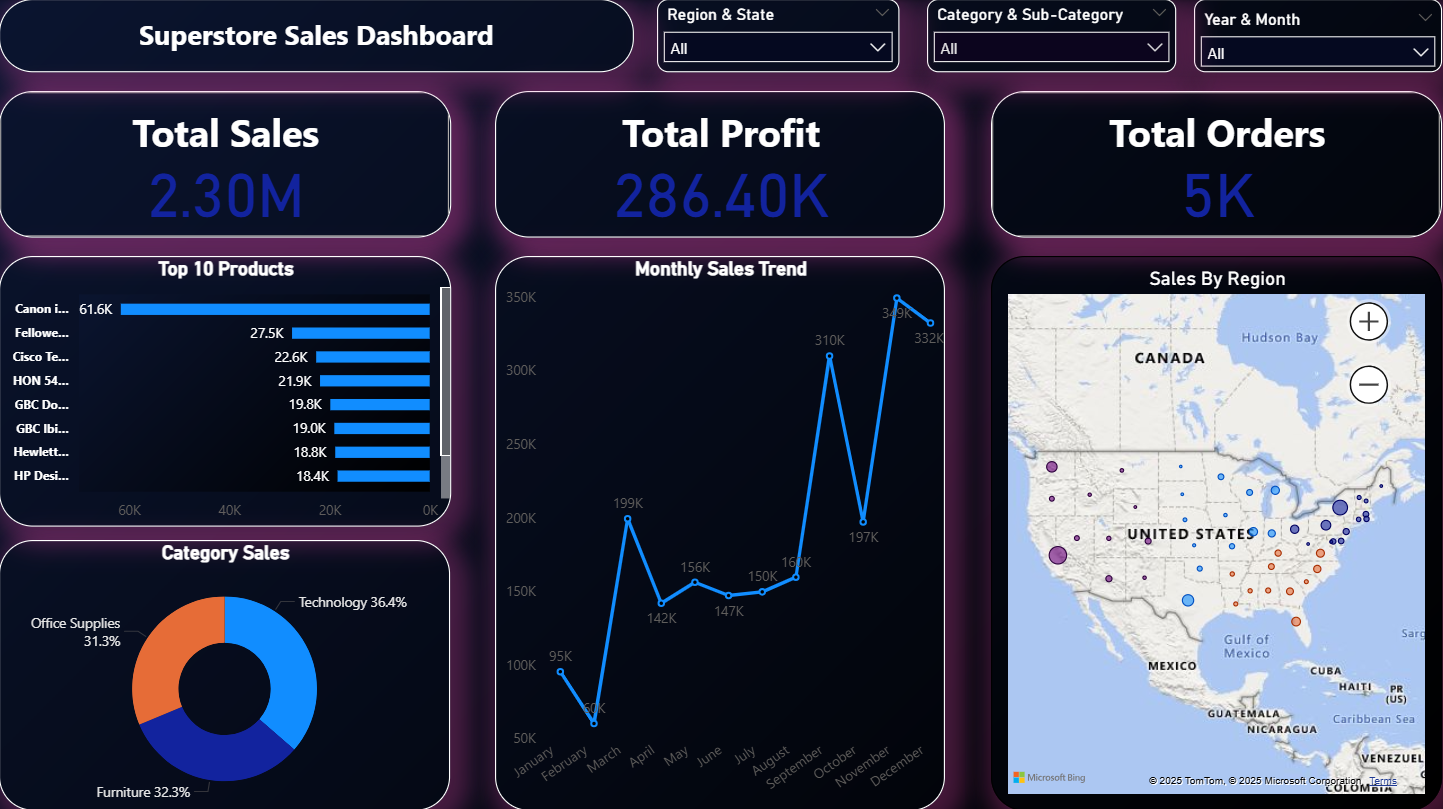 Superstore Sales Dashboard
Region & State
All
Category & Sub-Category
All
Year & Month
All
Total Sales
2.30M
Total Profit
286.40K
Total Orders
5K
Top 10 Products
Canon i... 61.6K
Fellowe... 27.5K
Cisco Te... 22.6K
HON 54... 21.9K
GBC Do... 19.8K
GBC Ibi... 19.0K
Hewlett... 18.8K
HP Desi... 18.4K
60K 40K 20K 0K
Category Sales
Technology 36.4%
Office Supplies
31.3%
Furniture 32.3%
Monthly Sales Trend
350K
300K
250K
200K
150K
100K
50K
95K
60K
199K
142K
156K
147K
150K
160K
310K
197K
349K
332K
January
February
March
April
May
June
July
August
September
October
November
December
Sales By Region
Hudson Bay
CANADA
UNITED STATES
Gulf of
Mexico
MEXICO
CUBA
HAITI
PR
(US)
GUATEMALA
Caribbean Sea
NICARAGUA
VENEZUEL
COLOMBIA
Sarg
Microsoft Bing
© 2025 TomTom, © 2025 Microsoft Corporation Terms